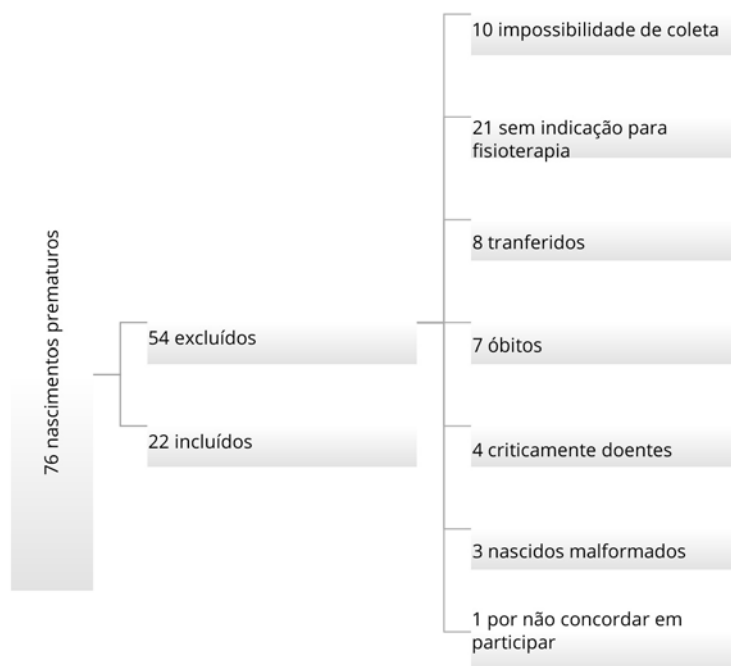 76 nascimentos prematuros
54 excluídos
22 incluídos
10 impossibilidade de coleta
21 sem indicação para
fisioterapia
8 tranferidos
7 óbitos
4 criticamente doentes
3 nascidos malformados
1 por não concordar em
participar